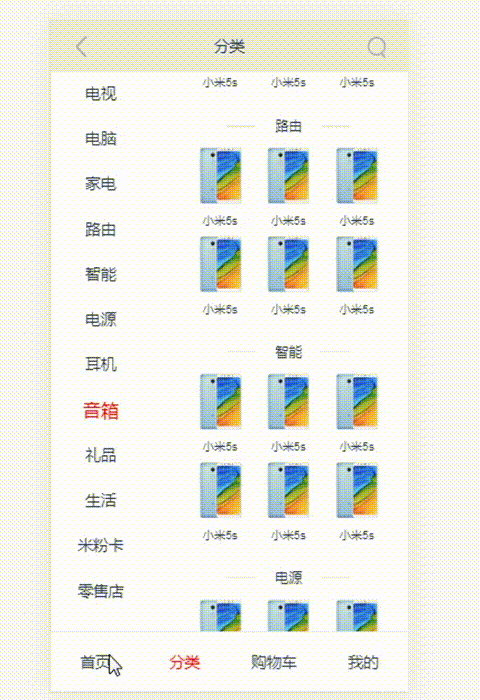 分类
电视
电脑
家电
路由
智能
电源
耳机
音箱
礼品
生活
米粉卡
零售店
小米5s 小米5s 小米5s
路由
小米5s 小米5s 小米5s
小米5s 小米5s 小米5s
智能
小米5s 小米5s 小米5s
小米5s 小米5s 小米5s
电源
首页 分类 购物车 我的